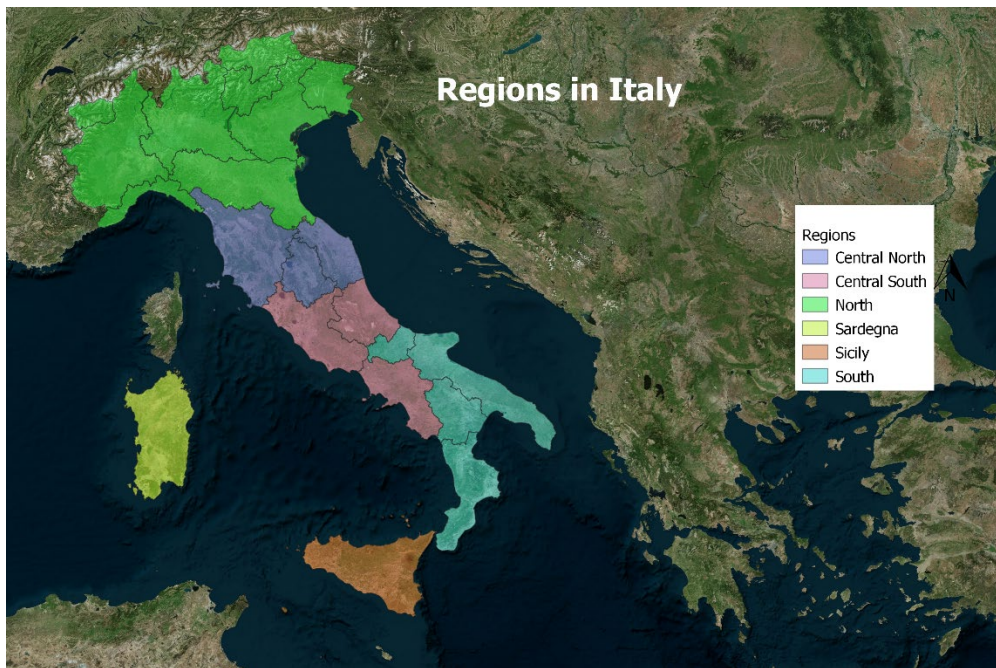 Regions in Italy
Regions
Central North
Central South
North
Sardegna
Sicily
South
N